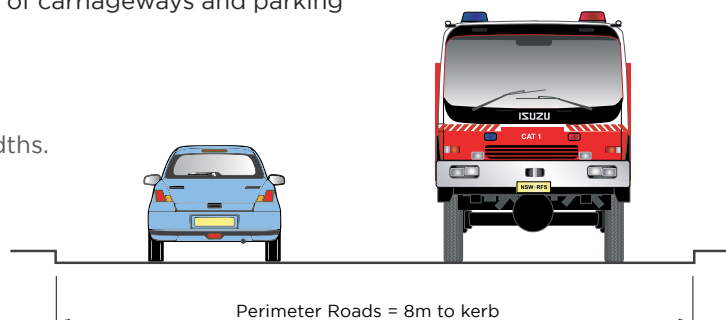 of carriageways and parking
dths.
ISUZU
CAT 1
NSW·RFS
Perimeter Roads = 8m to kerb